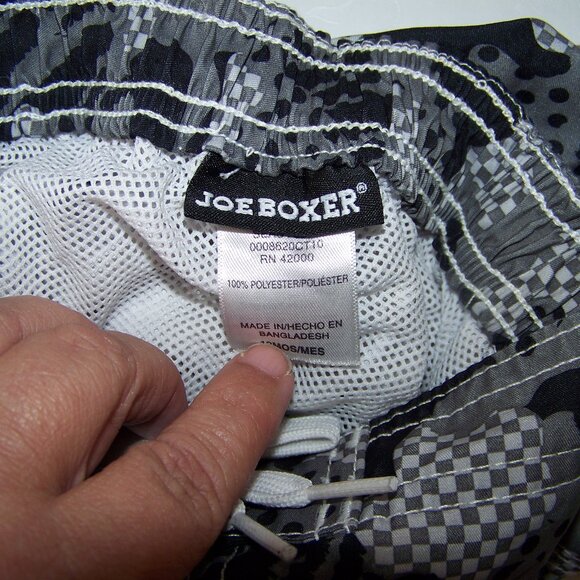 JOE BOXER®
0008620CT10
RN 42000
100% POLYESTER/POLIÉSTER
MADE IN/HECHO EN
BANGLADESH
MOS/MES